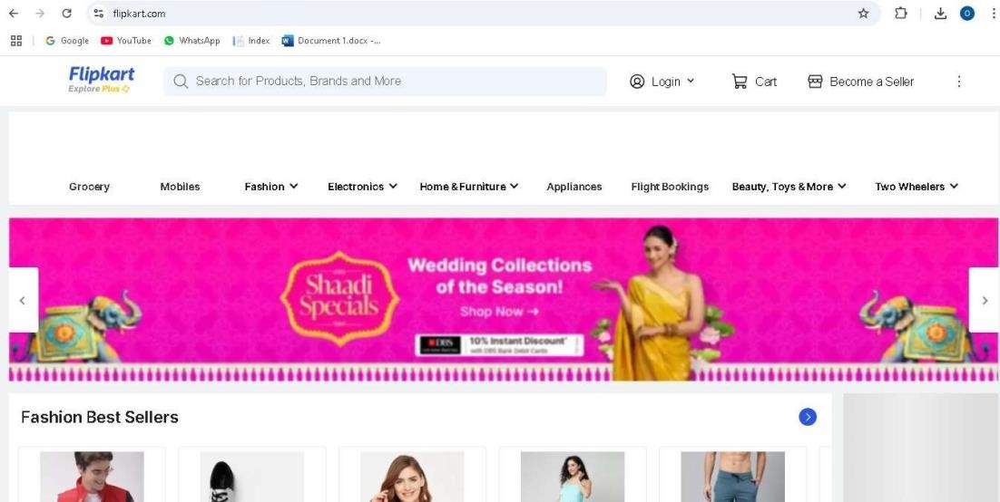 flipkart.com
Google YouTube WhatsApp Index Document 1.docx -...
Flipkart
Explore Plus
Search for Products, Brands and More
Login
Cart
Become a Seller
Grocery Mobiles Fashion Electronics Home & Furniture Appliances Flight Bookings Beauty, Toys & More Two Wheelers
Shaadi
Specials
Wedding Collections
of the Season!
Shop Now →
DBS
10% Instant Discount*
with DBS Bank Debit Cards
Fashion Best Sellers